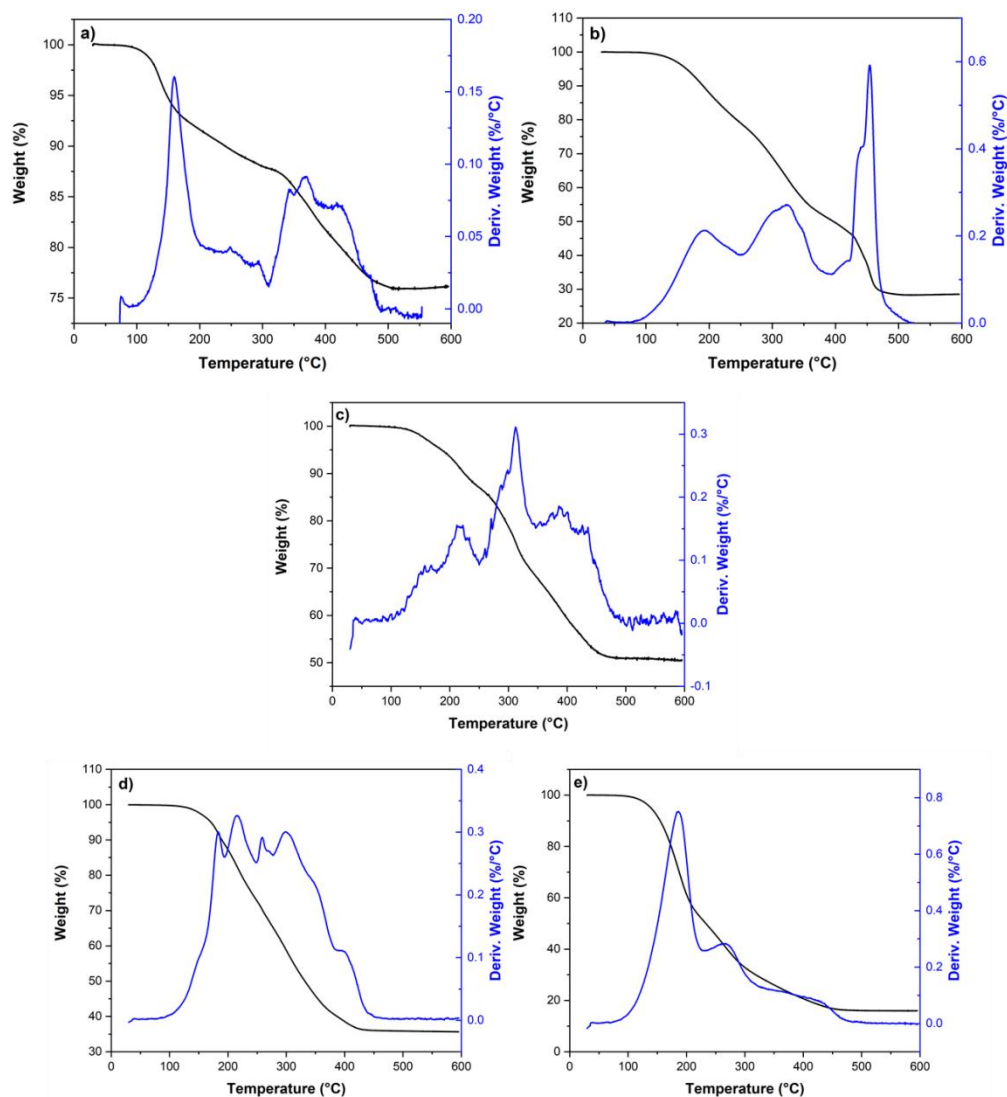 a)
100
95
90
85
80
75
Weight (%)
0 100 200 300 400 500 600
Temperature (°C)
0.20
0.15
0.10
0.05
0.00
Deriv. Weight (%/°C)
b)
110
100
90
80
70
60
50
40
30
20
Weight (%)
0 100 200 300 400 500 600
Temperature (°C)
0.6
0.4
0.2
0.0
Deriv. Weight (%/°C)
c)
100
90
80
70
60
50
Weight (%)
0 100 200 300 400 500 600
Temperature (°C)
0.3
0.2
0.1
0.0
-0.1
Deriv. Weight (%/°C)
d)
110
100
90
80
70
60
50
40
30
Weight (%)
0 100 200 300 400 500 600
Temperature (°C)
0.4
0.3
0.2
0.1
0.0
Deriv. Weight (%/°C)
e)
100
80
60
40
20
0
Weight (%)
0 100 200 300 400 500 600
Temperature (°C)
0.8
0.6
0.4
0.2
0.0
Deriv. Weight (%/°C)